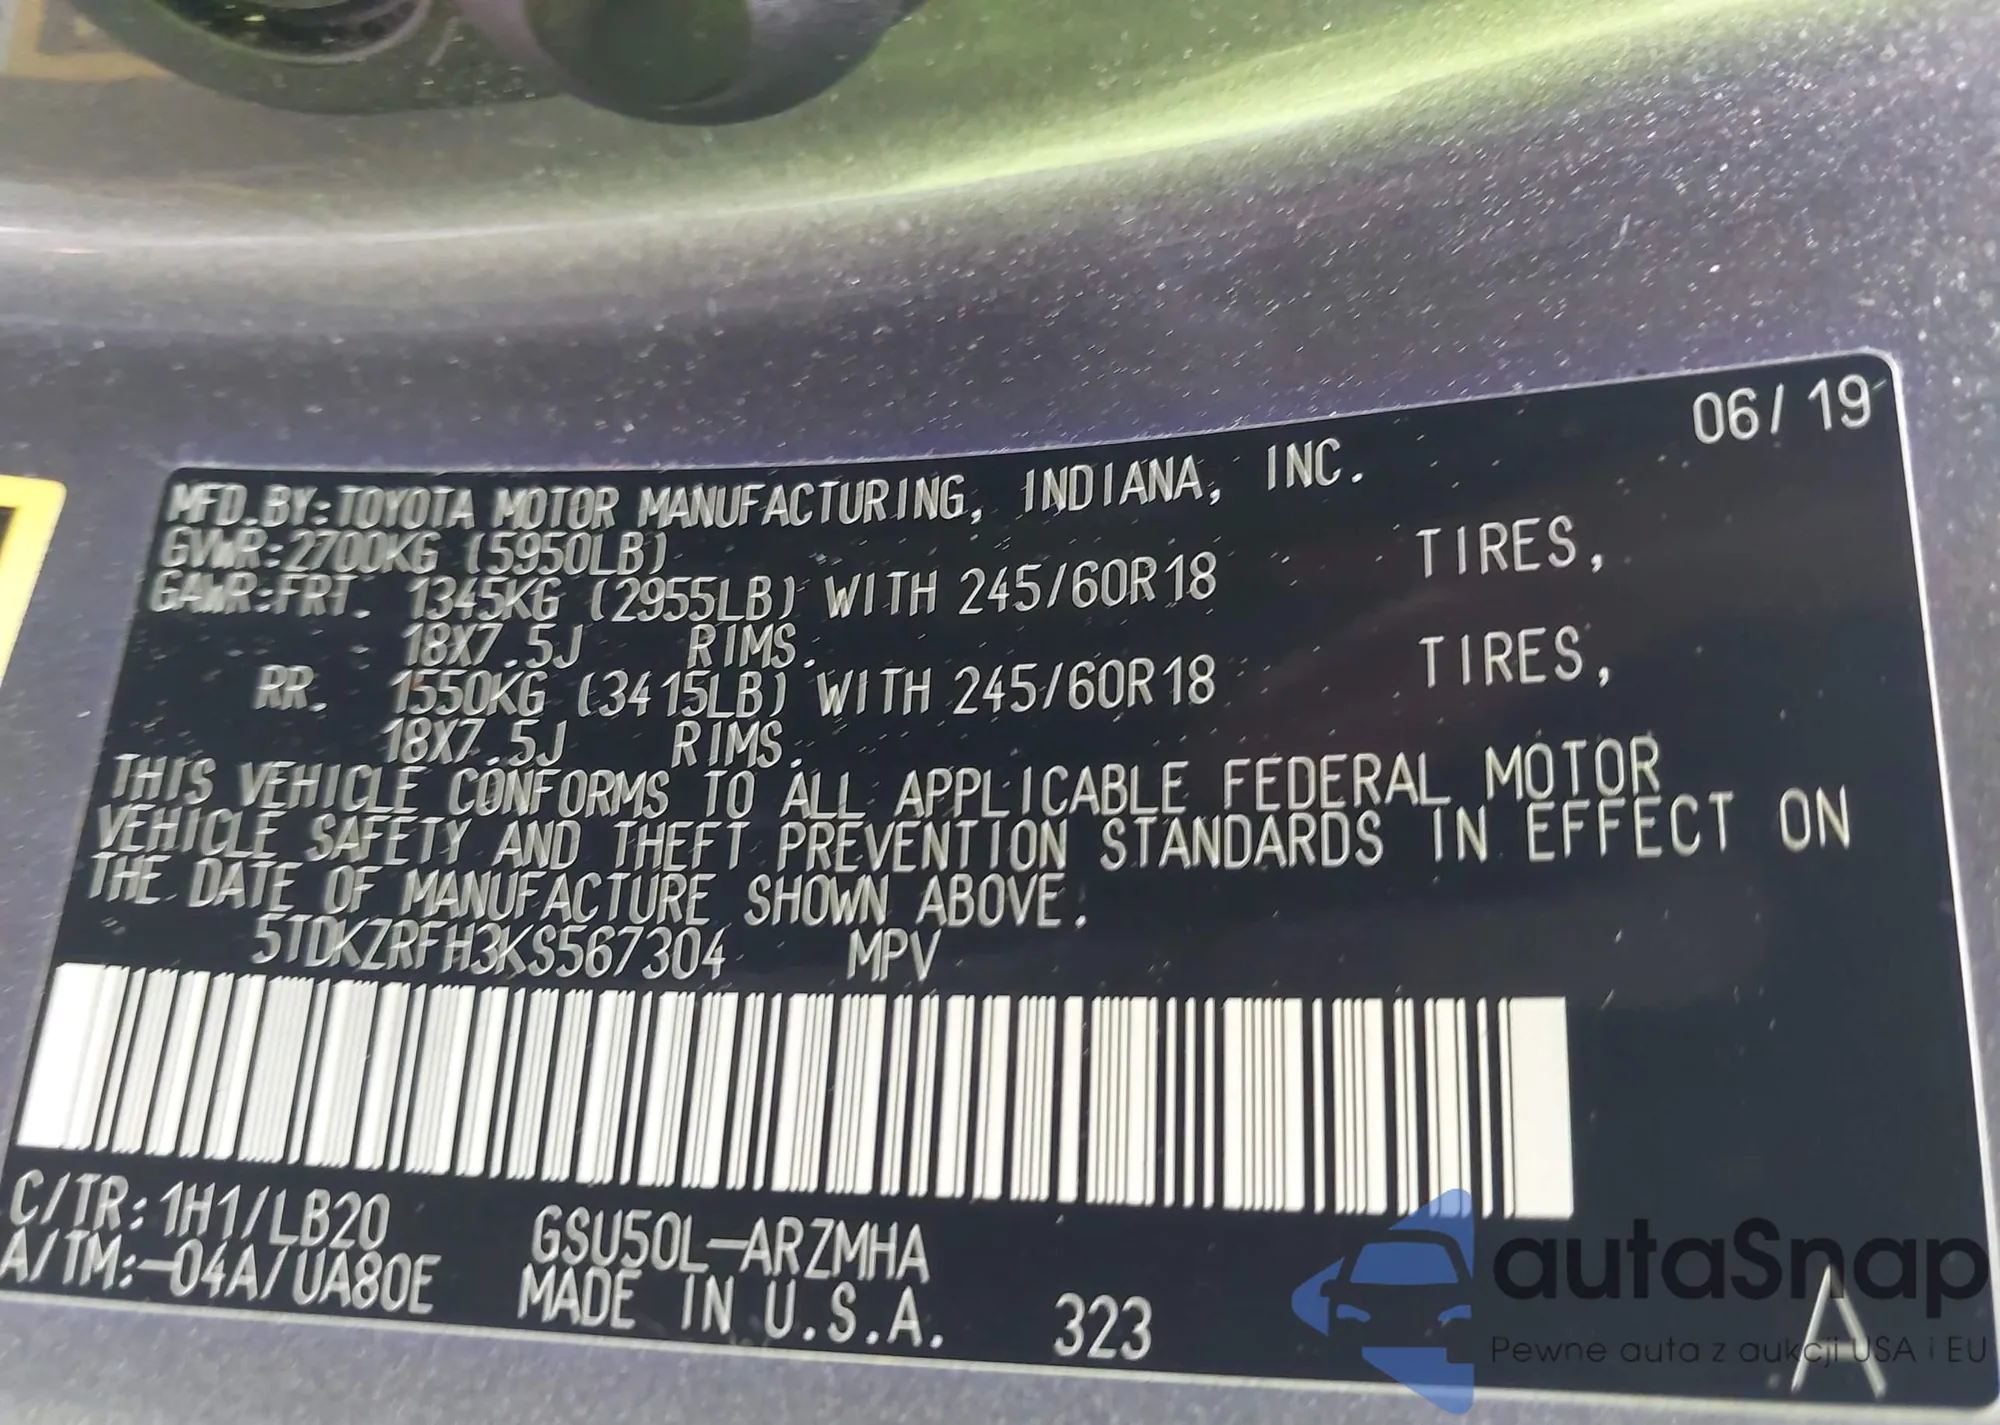 06/19
MFD. BY: TOYOTA MOTOR MANUFACTURING, INDIANA, INC.
GVWR: 2700KG (5950LB)
GAWR: FRT. 1345KG (2955LB) WITH 245/60R18 TIRES,
18X7.5J RIMS.
RR. 1550KG (3415LB) WITH 245/60R18 TIRES,
18X7.5J RIMS.
THIS VEHICLE CONFORMS TO ALL APPLICABLE FEDERAL MOTOR
VEHICLE SAFETY AND THEFT PREVENTION STANDARDS IN EFFECT ON
THE DATE OF MANUFACTURE SHOWN ABOVE.
5TDKZRFH3KS567304 MPV
C/TR: 1H1/LB20 GSU50L-ARZMHA
A/TM:-04A/UA80E MADE IN U.S.A. 323 A
autaSnap
Pewne auta z aukcji USA i EU